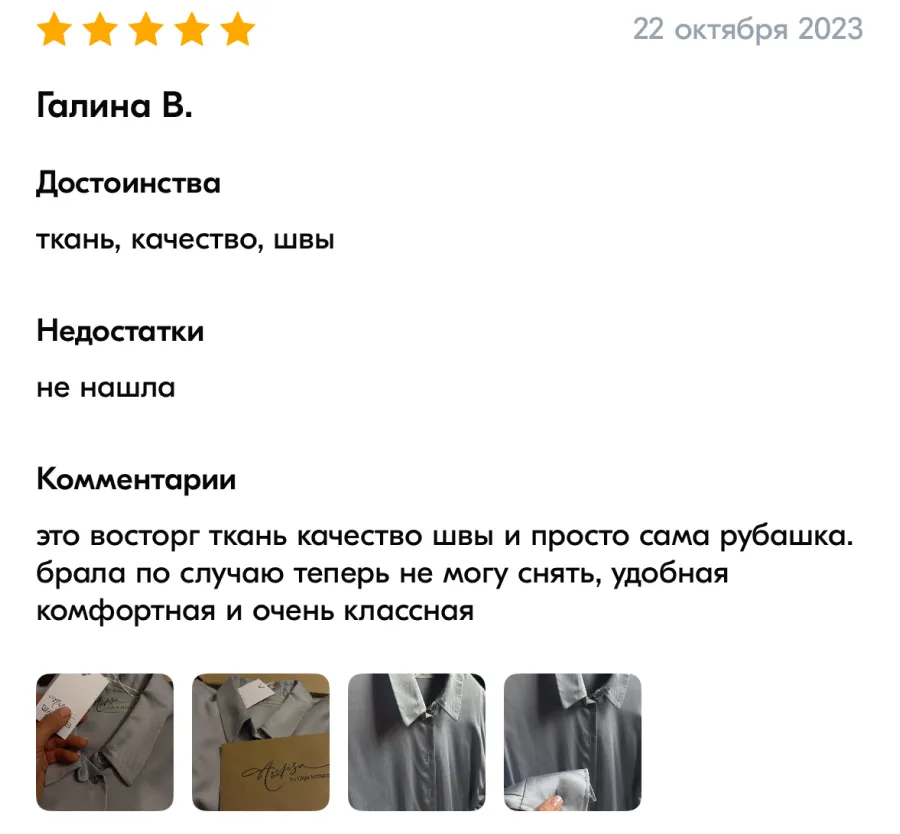 22 октября 2023
Галина В.
Достоинства
ткань, качество, швы
Недостатки
не нашла
Комментарии
это восторг ткань качество швы и просто сама рубашка.
брала по случаю теперь не могу снять, удобная
комфортная и очень классная